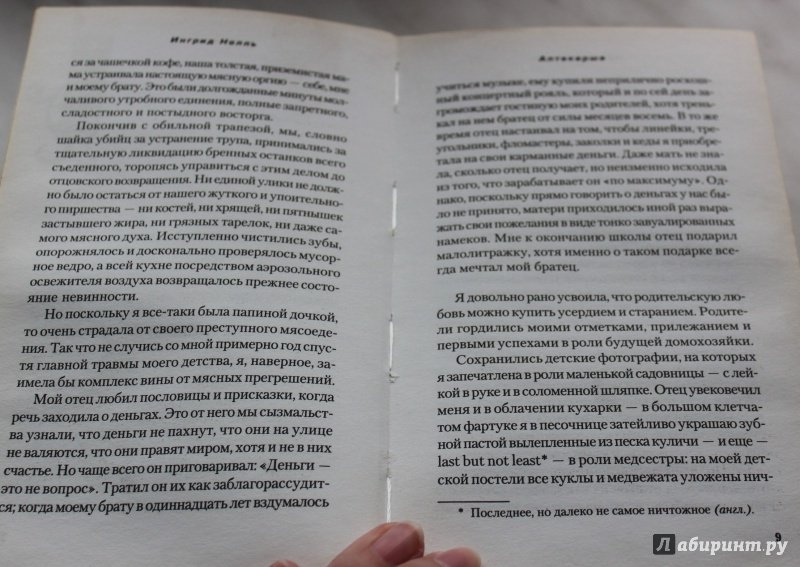 Ингрид Нолль
ся за чашечкой кофе, наша толстая, приземистая ма-
ма устраивала настоящую мясную оргию — себе, мне
и моему брату. Это были долгожданные минуты мол-
чаливого утробного единения, полные запретного,
сладостного и постыдного восторга.
Покончив с обильной трапезой, мы, словно
шайка убийц за устранение трупа, принимались за
тщательную ликвидацию бренных останков всего
съеденного, торопясь управиться с этим делом до
отцовского возвращения. Ни единой улики не долж-
но было остаться от нашего жуткого и упоительно-
го пиршества — ни костей, ни хрящей, ни пятнышек
застывшего жира, ни грязных тарелок, ни даже са-
мого мясного духа. Исступленно чистились зубы,
опорожнялось и досконально проверялось мусор-
ное ведро, а всей кухне посредством аэрозольного
освежителя воздуха возвращалось прежнее состо-
яние невинности.
Но поскольку я все-таки была папиной дочкой,
то очень страдала от своего преступного мясоеде-
ния. Так что не случись со мной примерно год спус-
тя главной травмы моего детства, я, наверное, за-
имела бы комплекс вины от мясных прегрешений.
Мой отец любил пословицы и присказки, когда
речь заходила о деньгах. Это от него мы сызмальст-
ва узнали, что деньги не пахнут, что они на улице
не валяются, что они правят миром, хотя и не в них
счастье. Но чаще всего он приговаривал: «Деньги —
это не вопрос». Тратил он их как заблагорассудит-
ся; когда моему брату в одиннадцать лет вздумалось
Аптекарша
учиться музыке, ему купили неприлично роскош-
ный концертный рояль, который и по сей день за-
громождает гостиную моих родителей, хотя трень-
кал на нем братец от силы месяцев восемь. В то же
время отец настаивал на том, чтобы линейки, тре-
угольники, фломастеры, заколки и кеды я приобре-
тала на свои карманные деньги. Даже мать не зна-
ла, сколько отец получает, но неизменно исходила
из того, что зарабатывает он «по максимуму». Од-
нако, поскольку прямо говорить о деньгах у нас бы-
ло не принято, матери приходилось иной раз выра-
жать свои пожелания в виде тонко завуалированных
намеков. Мне к окончанию школы отец подарил
малолитражку, хотя именно о таком подарке все-
гда мечтал мой братец.
Я довольно рано усвоила, что родительскую лю-
бовь можно купить усердием и старанием. Родите-
ли гордились моими отметками, прилежанием и
первыми успехами в роли будущей домохозяйки.
Сохранились детские фотографии, на которых
я запечатлена в роли маленькой садовницы — с лей-
кой в руке и в соломенной шляпке. Отец увековечил
меня и в облачении кухарки — в большом клетча-
том фартуке я в песочнице затейливо украшаю зуб-
ной пастой вылепленные из песка куличи — и еще —
last but not least* — в роли медсестры: на моей дет-
ской постели все куклы и медвежата уложены нич-
* Последнее, но далеко не самое ничтожное (англ.).
9
Лабиринт.ру